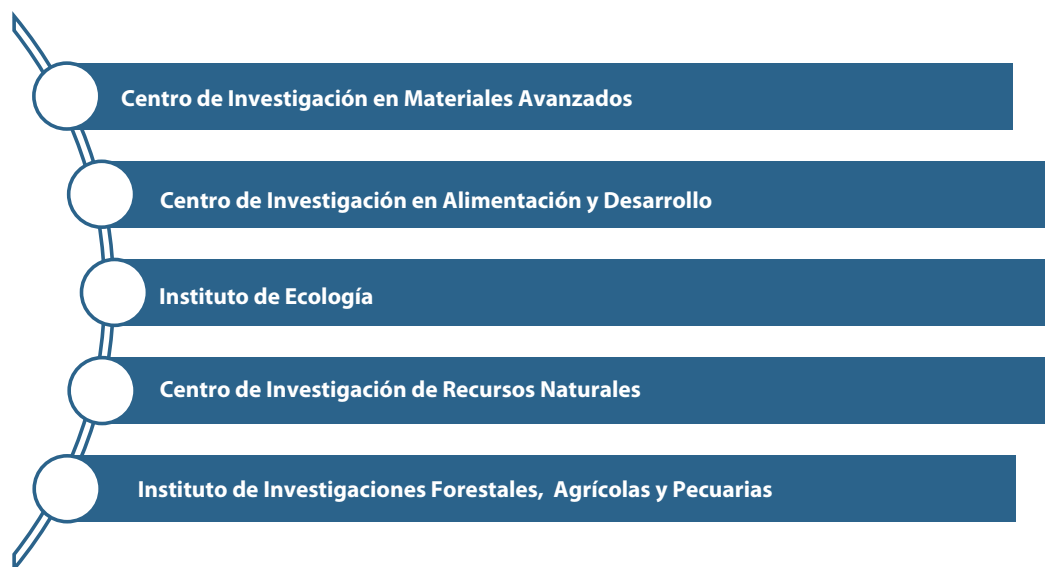 Centro de Investigación en Materiales Avanzados
Centro de Investigación en Alimentación y Desarrollo
Instituto de Ecología
Centro de Investigación de Recursos Naturales
Instituto de Investigaciones Forestales, Agrícolas y Pecuarias